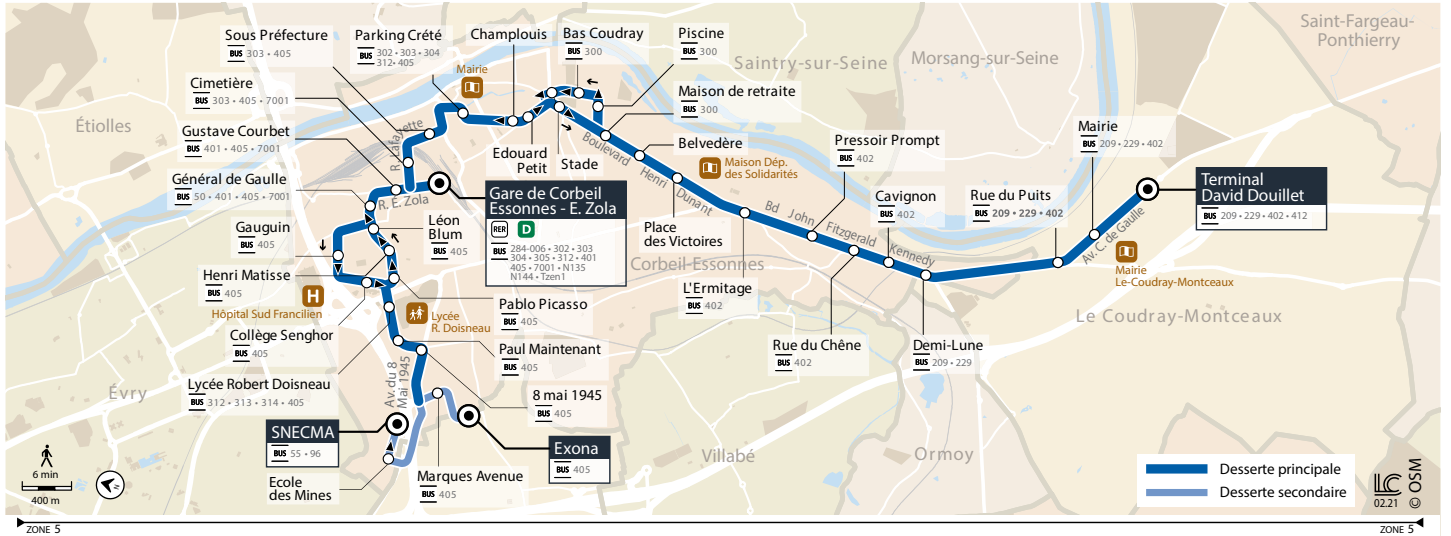 Saint-Fargeau-
Ponthierry
Sous Préfecture
BUS 303 • 405
Parking Crété
BUS 302 • 303 • 304
312 • 405
Champlouis
Bas Coudray
BUS 300
Piscine
BUS 300
Saintry-sur-Seine
Morsang-sur-Seine
Mairie
Cimetière
BUS 303 • 405 • 7001
Maison de retraite
BUS 300
Étiolles
Gustave Courbet
BUS 401 • 405 • 7001
R. Lafayette
Edouard
Petit
Stade
Boulevard Henri Dunant
Belvedère
Maison Dép.
des Solidarités
Pressoir Prompt
BUS 402
Mairie
BUS 209 • 229 • 402
Général de Gaulle
BUS 50 • 401 • 405 • 7001
R. É. Zola
Gare de Corbeil
Essonnes - E. Zola
RER D
BUS 284-006 • 302 • 303
304 • 305 • 312 • 401
405 • 7001 • N135
N144 • Tzen1
Terminal
David Douillet
BUS 209 • 229 • 402 • 412
Cavignon
BUS 402
Rue du Puits
BUS 209 • 229 • 402
Av. C. de Gaulle
Gauguin
BUS 405
Léon
Blum
BUS 405
Place
des Victoires
Bd John Fitzgerald Kennedy
Corbeil-Essonnes
Mairie
Le-Coudray-Montceaux
Henri Matisse
BUS 405
H
Hôpital Sud Francilien
Lycée
R. Doisneau
Pablo Picasso
BUS 405
L'Ermitage
BUS 402
Le Coudray-Montceaux
Collège Senghor
BUS 405
Paul Maintenant
BUS 405
Rue du Chêne
BUS 402
Demi-Lune
BUS 209 • 229
Évry
Lycée Robert Doisneau
BUS 312 • 313 • 314 • 405
Av. du 8
Mai 1945
8 mai 1945
BUS 405
SNECMA
BUS 55 • 96
Exona
BUS 405
Villabé
Ormoy
Ecole
des Mines
Marques Avenue
BUS 405
6 min
400 m
N
Desserte principale
Desserte secondaire
LC
02.21
© OSM
ZONE 5
ZONE 5